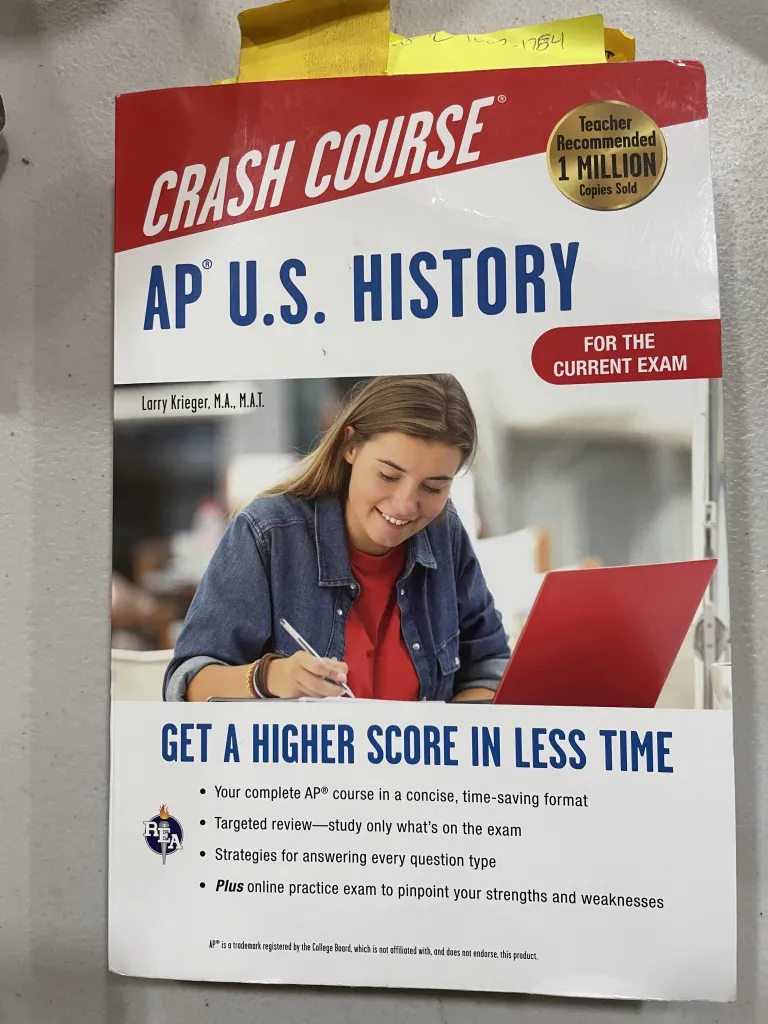 1754
CRASH COURSE®
Teacher
Recommended
1 MILLION
Copies Sold
AP® U.S. HISTORY
FOR THE
CURRENT EXAM
Larry Krieger, M.A., M.A.T.
GET A HIGHER SCORE IN LESS TIME
• Your complete AP® course in a concise, time-saving format
• Targeted review—study only what's on the exam
• Strategies for answering every question type
• Plus online practice exam to pinpoint your strengths and weaknesses
REA
AP® is a trademark registered by the College Board, which is not affiliated with, and does not endorse, this product.